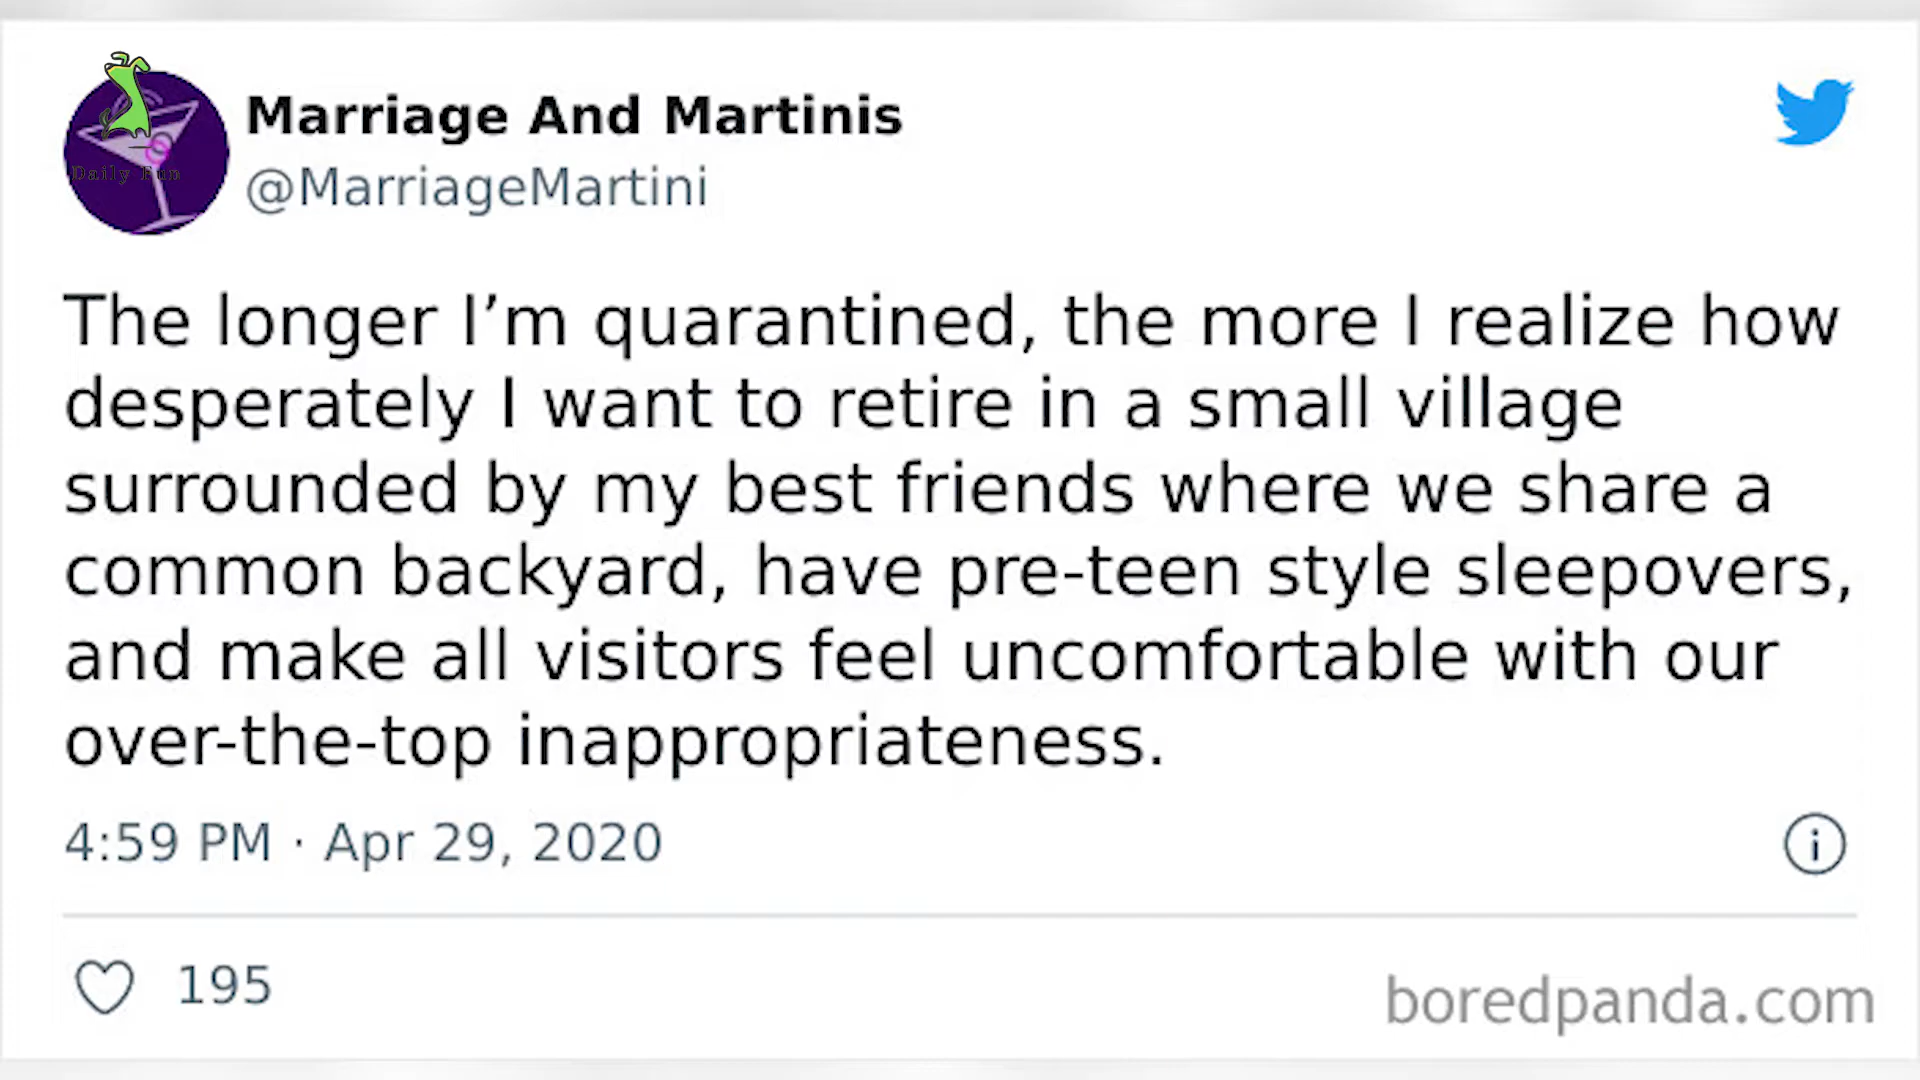 Marriage And Martinis
@MarriageMartini
Daily Fun
The longer I’m quarantined, the more I realize how
desperately I want to retire in a small village
surrounded by my best friends where we share a
common backyard, have pre-teen style sleepovers,
and make all visitors feel uncomfortable with our
over-the-top inappropriateness.
4:59 PM · Apr 29, 2020
195
boredpanda.com